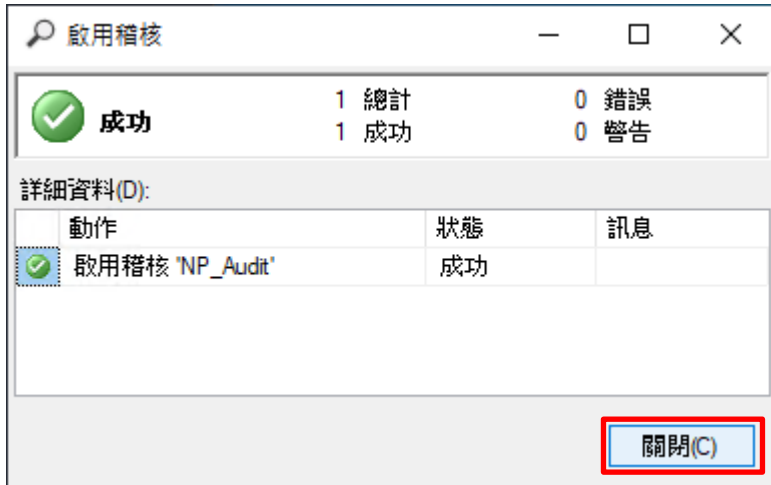 啟用稽核
成功
1 總計 0 錯誤
1 成功 0 警告
詳細資料(D):
動作 狀態 訊息
啟用稽核 'NP_Audit' 成功
關閉(C)